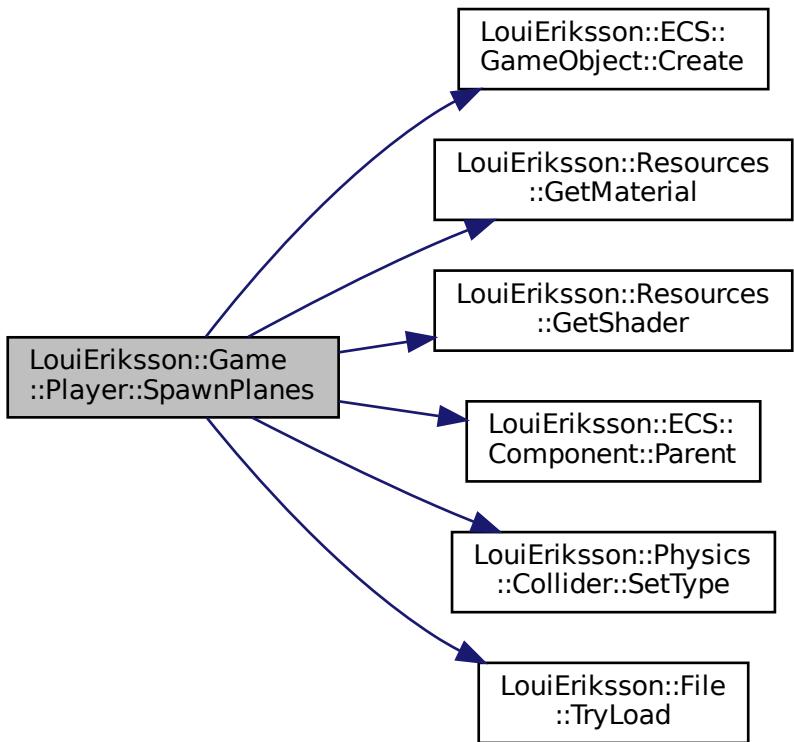 LouiEriksson::ECS::
GameObject::Create
LouiEriksson::Resources
::GetMaterial
LouiEriksson::Resources
::GetShader
LouiEriksson::Game
::Player::SpawnPlanes
LouiEriksson::ECS::
Component::Parent
LouiEriksson::Physics
::Collider::SetType
LouiEriksson::File
::TryLoad